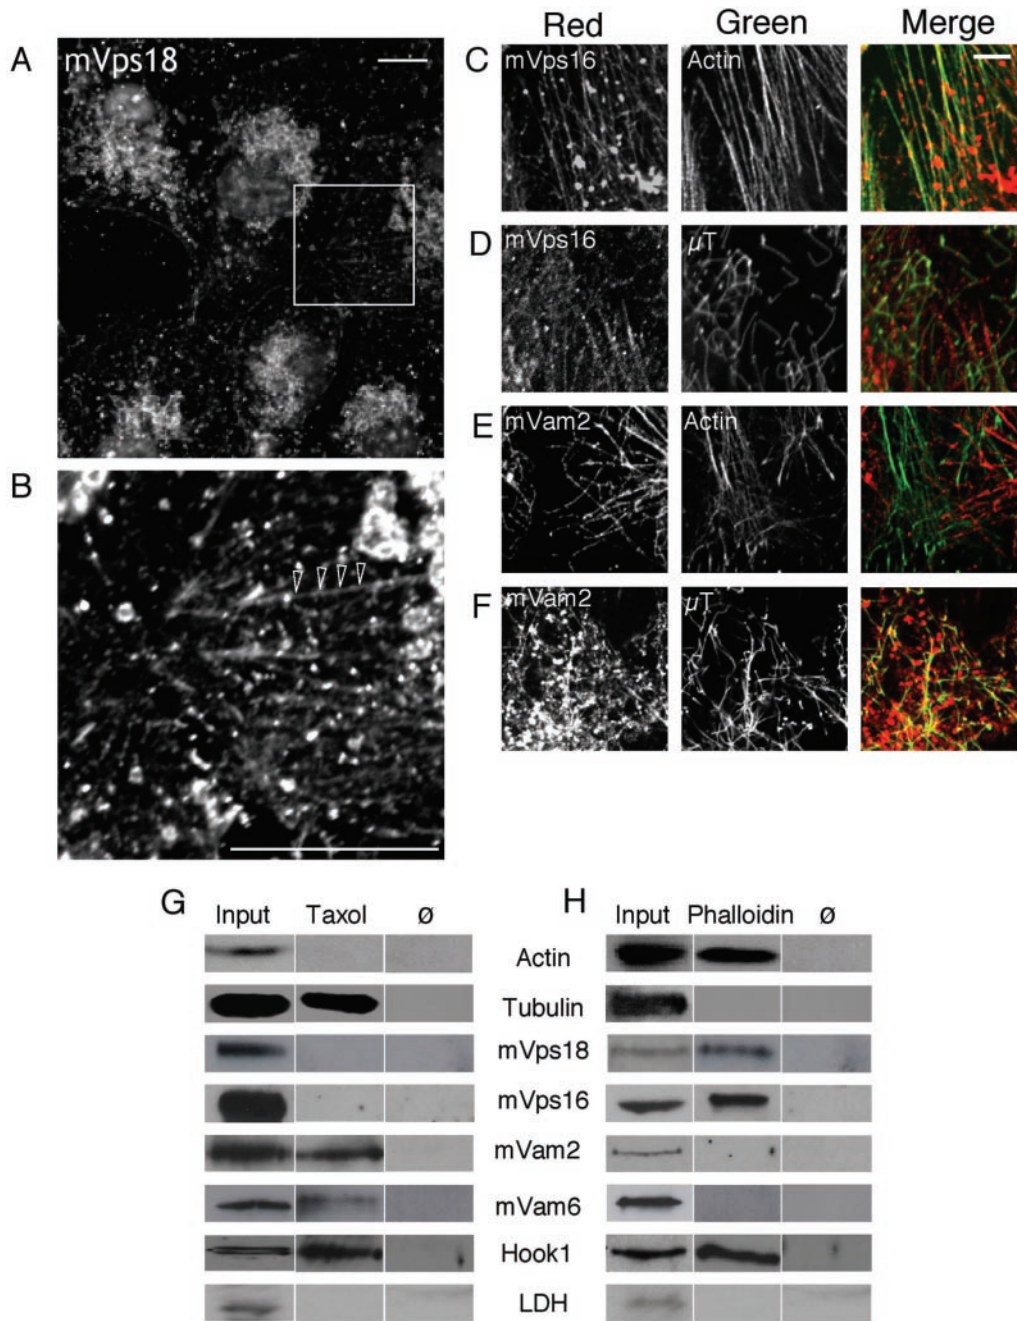 Red Green Merge
A mVps18
B
C mVps16 Actin
D mVps16 µT
E mVam2 Actin
F mVam2 µT
G Input Taxol ø
H Input Phalloidin ø
Actin
Tubulin
mVps18
mVps16
mVam2
mVam6
Hook1
LDH